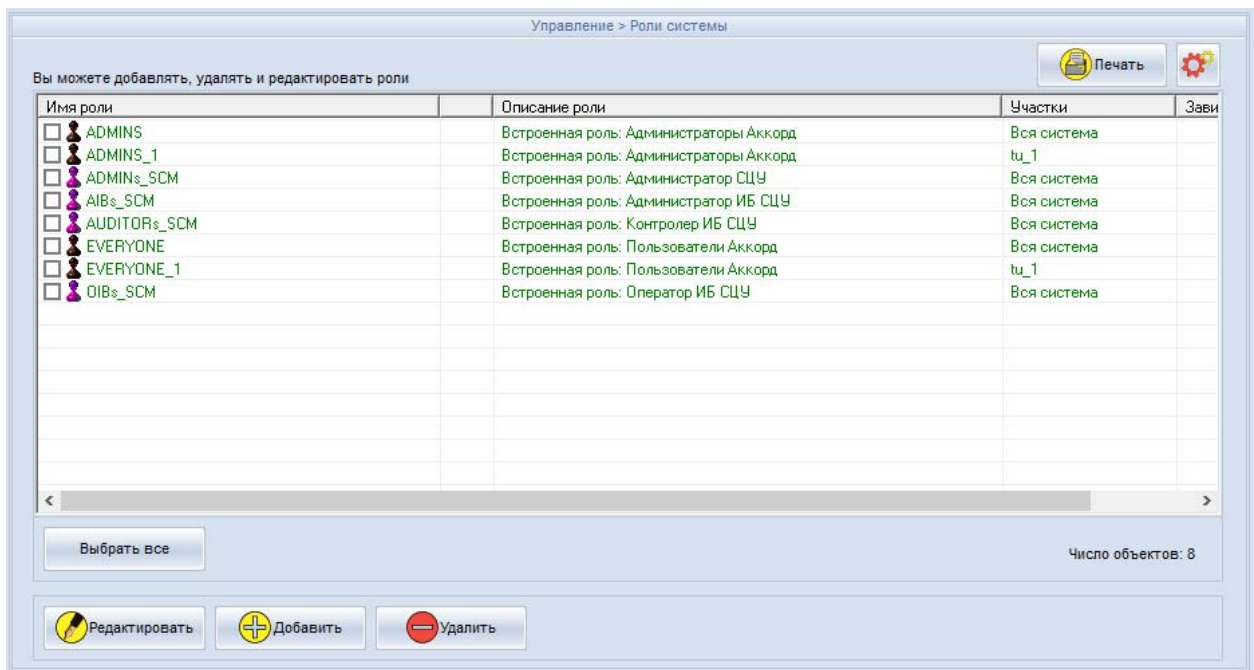 Управление > Роли системы
Печать
Вы можете добавлять, удалять и редактировать роли
Имя роли Описание роли Участки Зави
ADMINS Встроенная роль: Администраторы Аккорд Вся система
ADMINS_1 Встроенная роль: Администраторы Аккорд tu_1
ADMINs_SCM Встроенная роль: Администратор СЦУ Вся система
AIBs_SCM Встроенная роль: Администратор ИБ СЦУ Вся система
AUDITORs_SCM Встроенная роль: Контролер ИБ СЦУ Вся система
EVERYONE Встроенная роль: Пользователи Аккорд Вся система
EVERYONE_1 Встроенная роль: Пользователи Аккорд tu_1
OIBs_SCM Встроенная роль: Оператор ИБ СЦУ Вся система
Выбрать все
Число объектов: 8
Редактировать Добавить Удалить